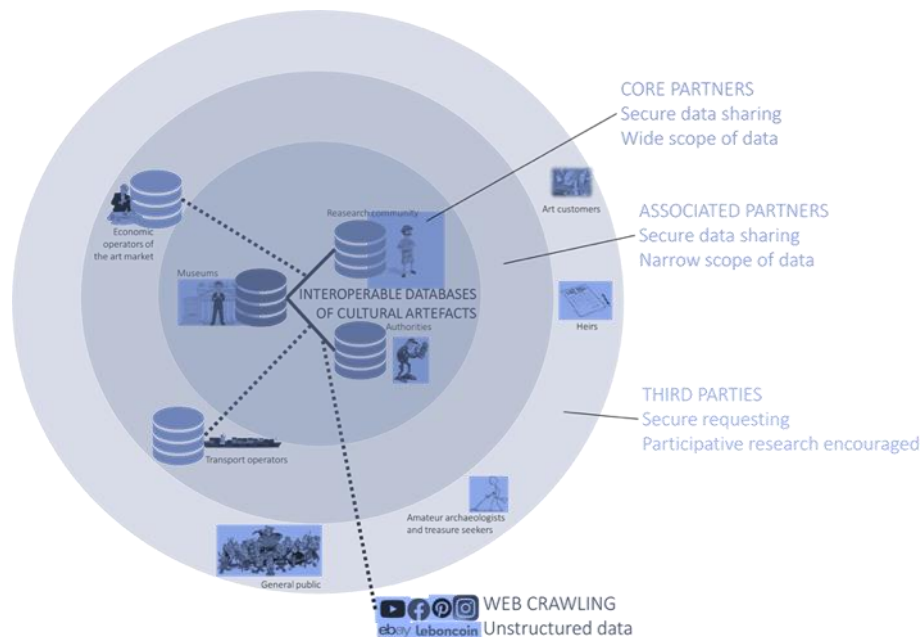 CORE PARTNERS
Secure data sharing
Wide scope of data
Art customers
ASSOCIATED PARTNERS
Secure data sharing
Narrow scope of data
Reasearch community
Economic
operators of
the art market
Museums
INTEROPERABLE DATABASES
OF CULTURAL ARTEFACTS
Authorities
Heirs
THIRD PARTIES
Secure requesting
Participative research encouraged
Transport operators
Amateur archaeologists
and treasure seekers
General public
WEB CRAWLING
ebay leboncoin Unstructured data